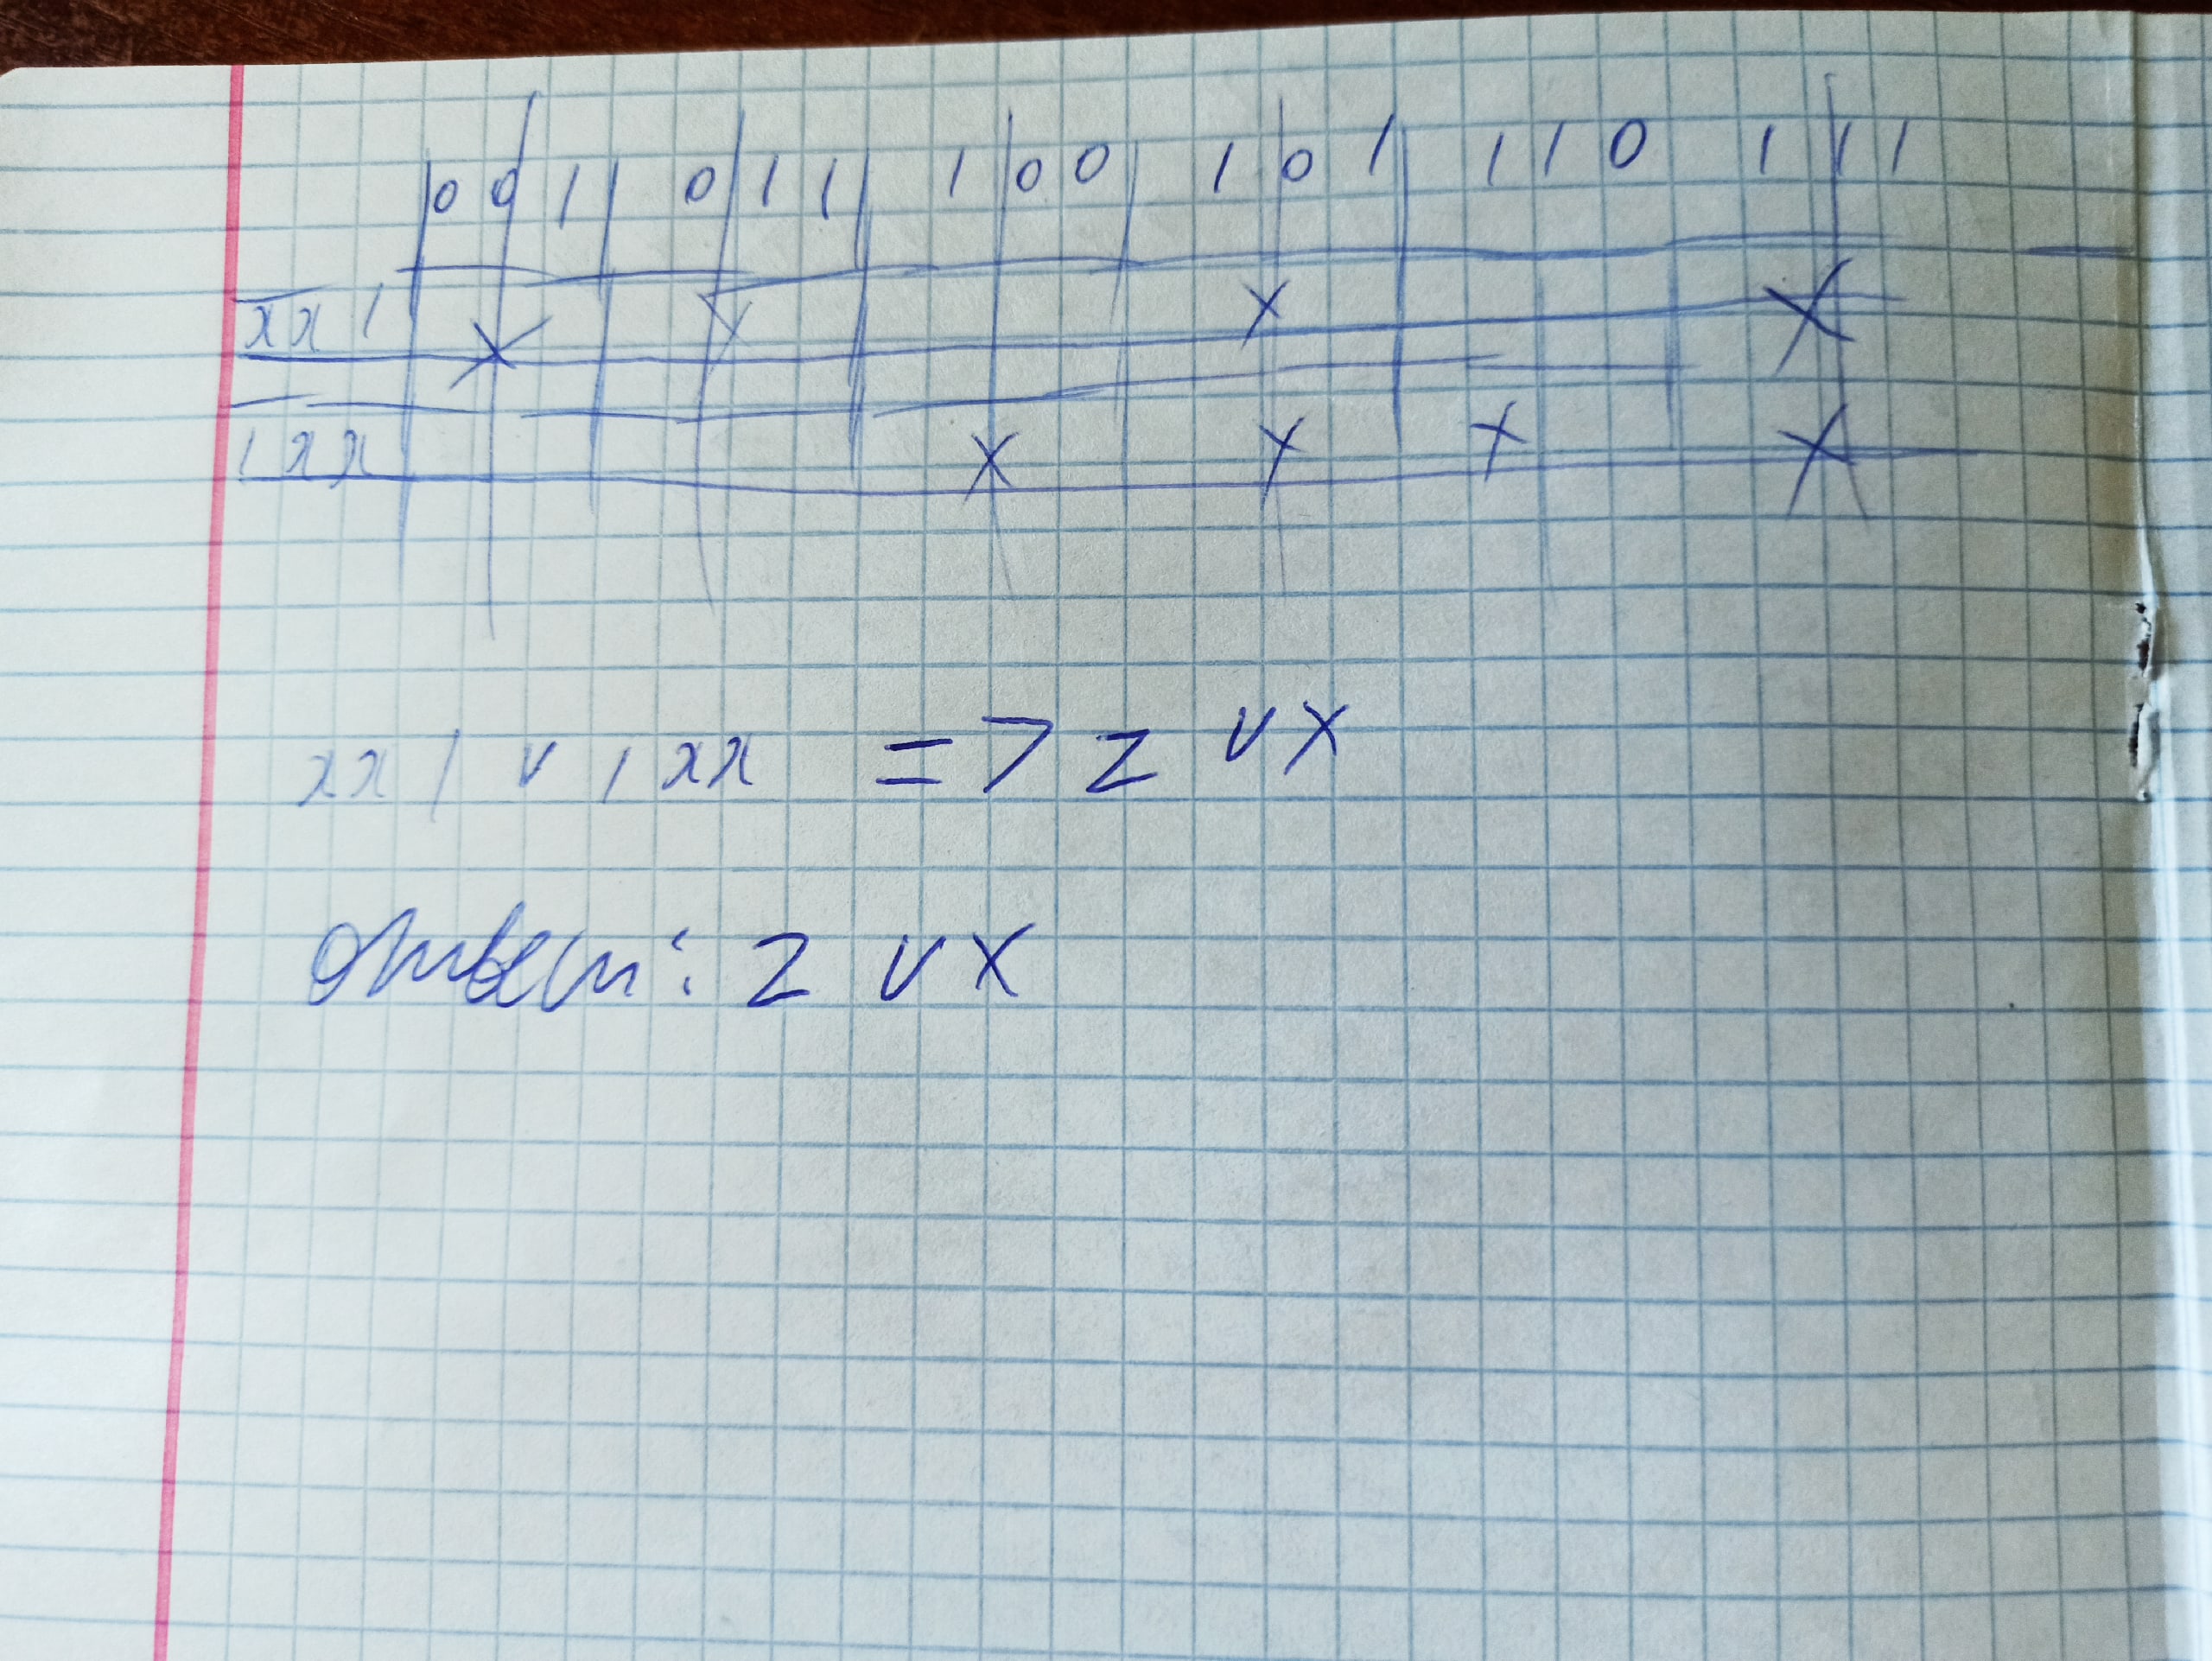 001 011 100 101 110 111
xx1 X X X X
1xx X X X X
xx1 v 1xx => z v x
ответ: z v x